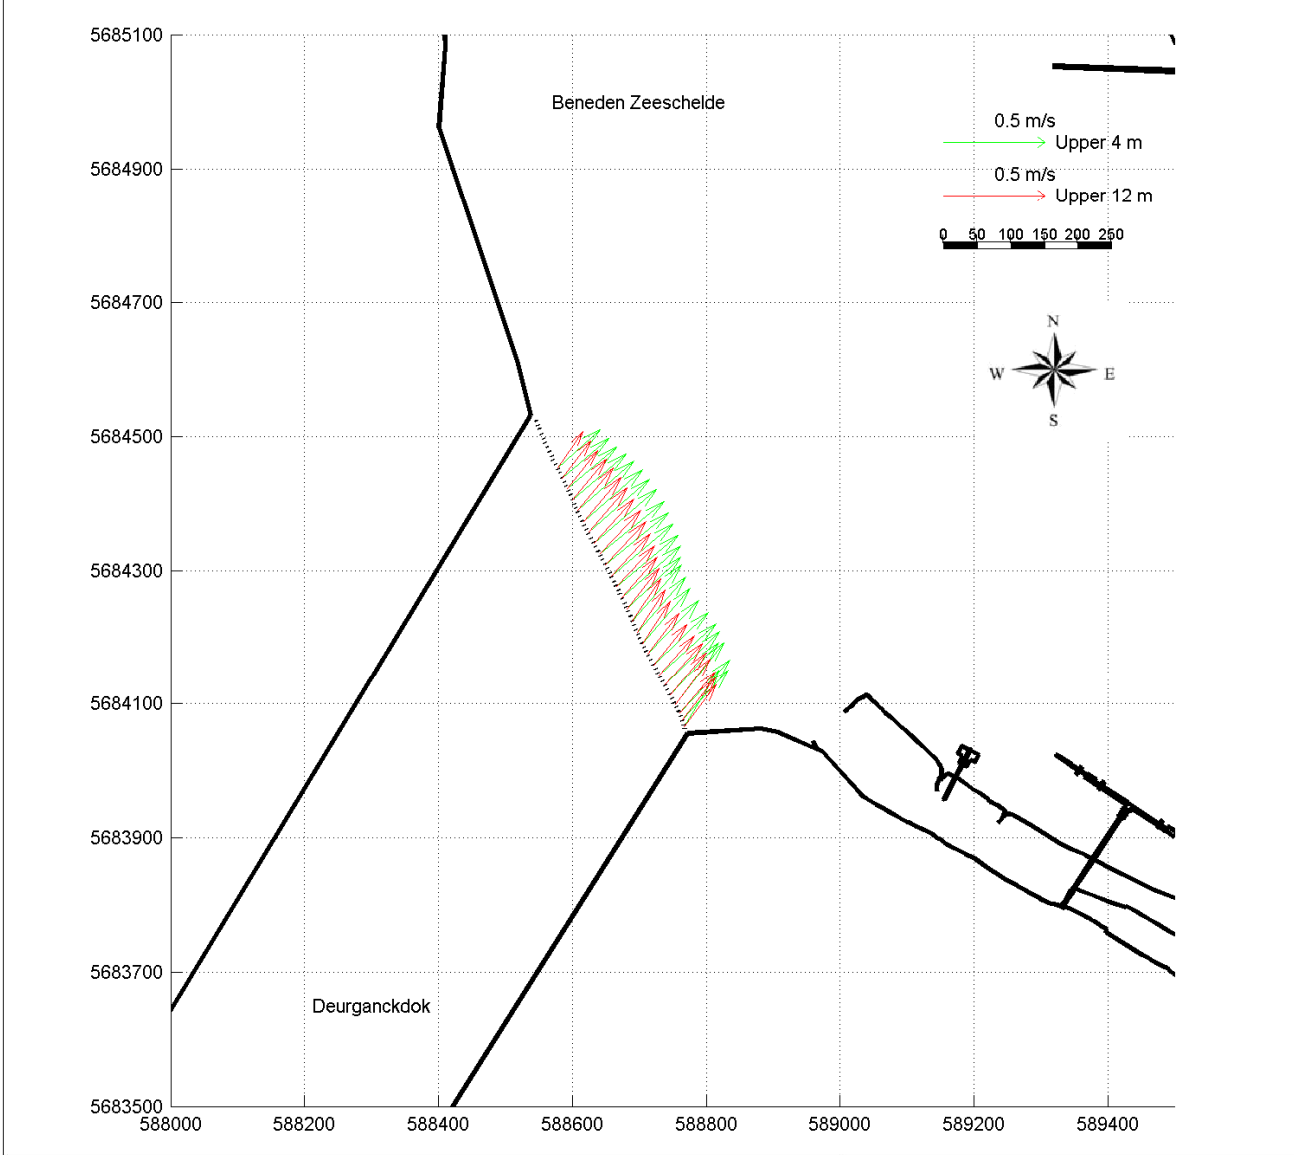 5685100
Beneden Zeeschelde
0.5 m/s
Upper 4 m
5684900
0.5 m/s
Upper 12 m
0 50 100 150 200 250
5684700
N
W E
S
5684500
5684300
5684100
5683900
5683700
Deurganckdok
5683500
588000 588200 588400 588600 588800 589000 589200 589400